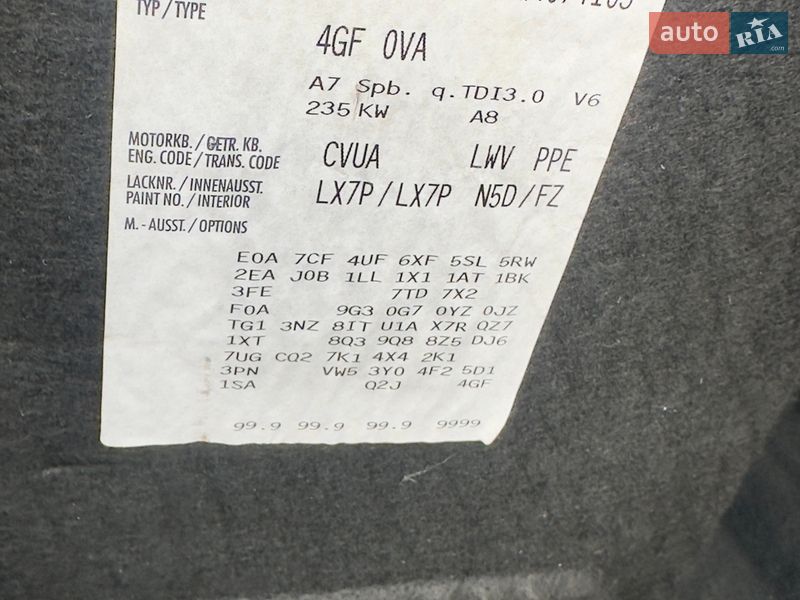 TYP/TYPE
auto RIA .com
4GF 0VA
A7 Spb. q.TDI3.0 V6
235 KW A8
MOTORKB./GETR. KB.
ENG. CODE/TRANS. CODE CVUA LWV PPE
LACKNR./INNENAUSST.
PAINT NO./INTERIOR LX7P/LX7P N5D/FZ
M.- AUSST./OPTIONS
E0A 7CF 4UF 6XF 5SL 5RW
2EA J0B 1LL 1X1 1AT 1BK
3FE 7TD 7X2
F0A 9G3 0G7 0YZ 0JZ
TG1 3NZ 8IT U1A X7R QZ7
1XT 8Q3 9Q8 8Z5 DJ6
7UG CQ2 7K1 4X4 2K1
3PN VW5 3Y0 4F2 5D1
1SA Q2J 4GF
99.9 99.9 99.9 9999